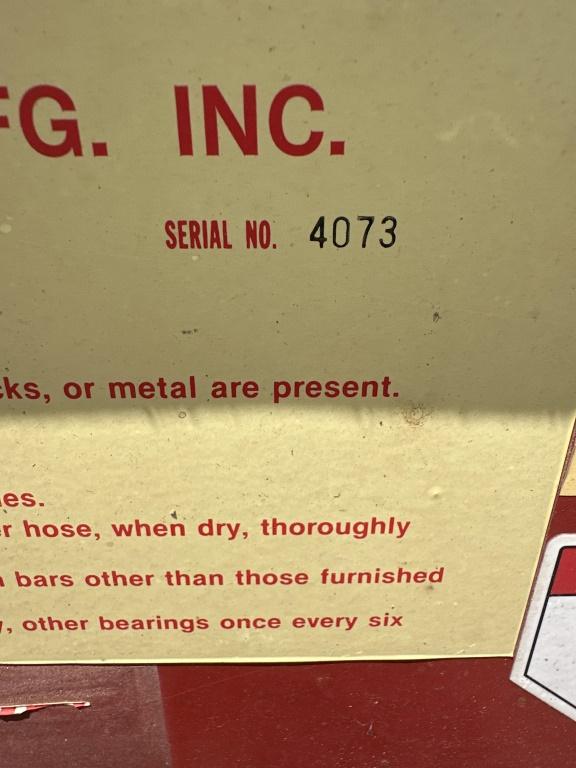 FG. INC.
SERIAL NO. 4073
cks, or metal are present.
es.
r hose, when dry, thoroughly
bars other than those furnished
, other bearings once every six